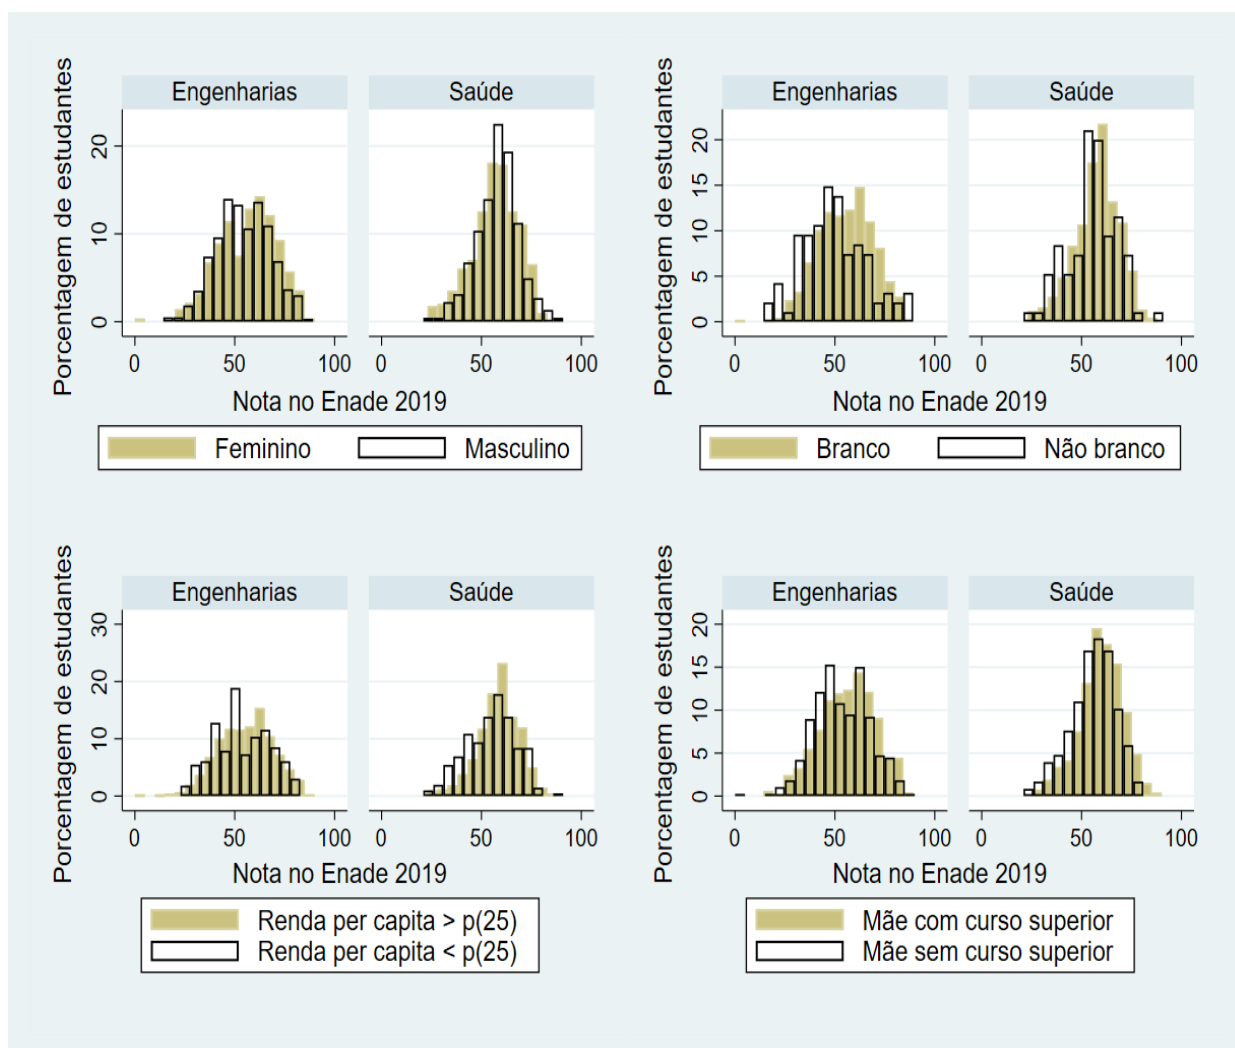 Porcentagem de estudantes
Engenharias
Saúde
0 10 20
0 50 100
0 50 100
Nota no Enade 2019
Feminino
Masculino
Porcentagem de estudantes
Engenharias
Saúde
0 5 10 15 20
0 50 100
0 50 100
Nota no Enade 2019
Branco
Não branco
Porcentagem de estudantes
Engenharias
Saúde
0 10 20 30
0 50 100
0 50 100
Nota no Enade 2019
Renda per capita > p(25)
Renda per capita < p(25)
Porcentagem de estudantes
Engenharias
Saúde
0 5 10 15 20
0 50 100
0 50 100
Nota no Enade 2019
Mãe com curso superior
Mãe sem curso superior